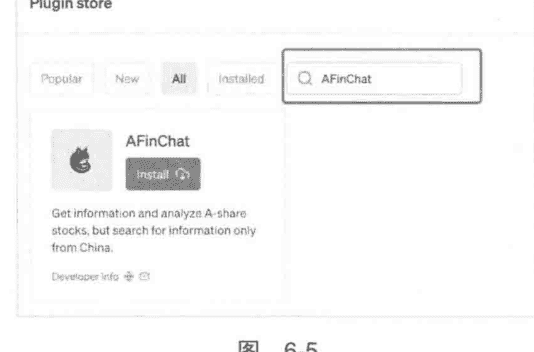 Plugin store
Popular New All Installed AFinChat
AFinChat
Install
Get information and analyze A-share
stocks, but search for information only
from China.
Developer info
图 6-5